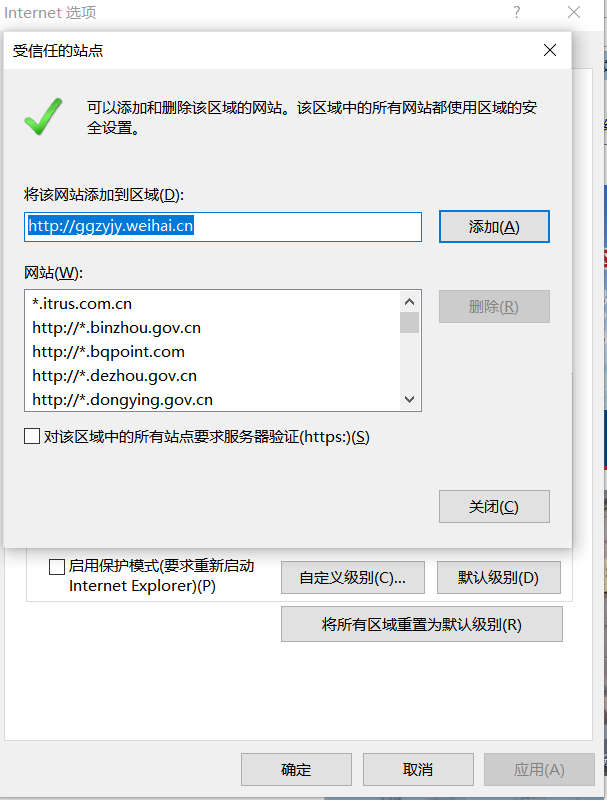 Internet 选项
受信任的站点
可以添加和删除该区域的网站。该区域中的所有网站都使用区域的安
全设置。
将该网站添加到区域(D):
http://ggzyjy.weihai.cn
添加(A)
网站(W):
*.itrus.com.cn
http://*.binzhou.gov.cn
http://*.bqpoint.com
http://*.dezhou.gov.cn
http://*.dongying.gov.cn
删除(R)
对该区域中的所有站点要求服务器验证(https:)(S)
关闭(C)
启用保护模式(要求重新启动
Internet Explorer)(P)
自定义级别(C)...
默认级别(D)
将所有区域重置为默认级别(R)
确定
取消
应用(A)